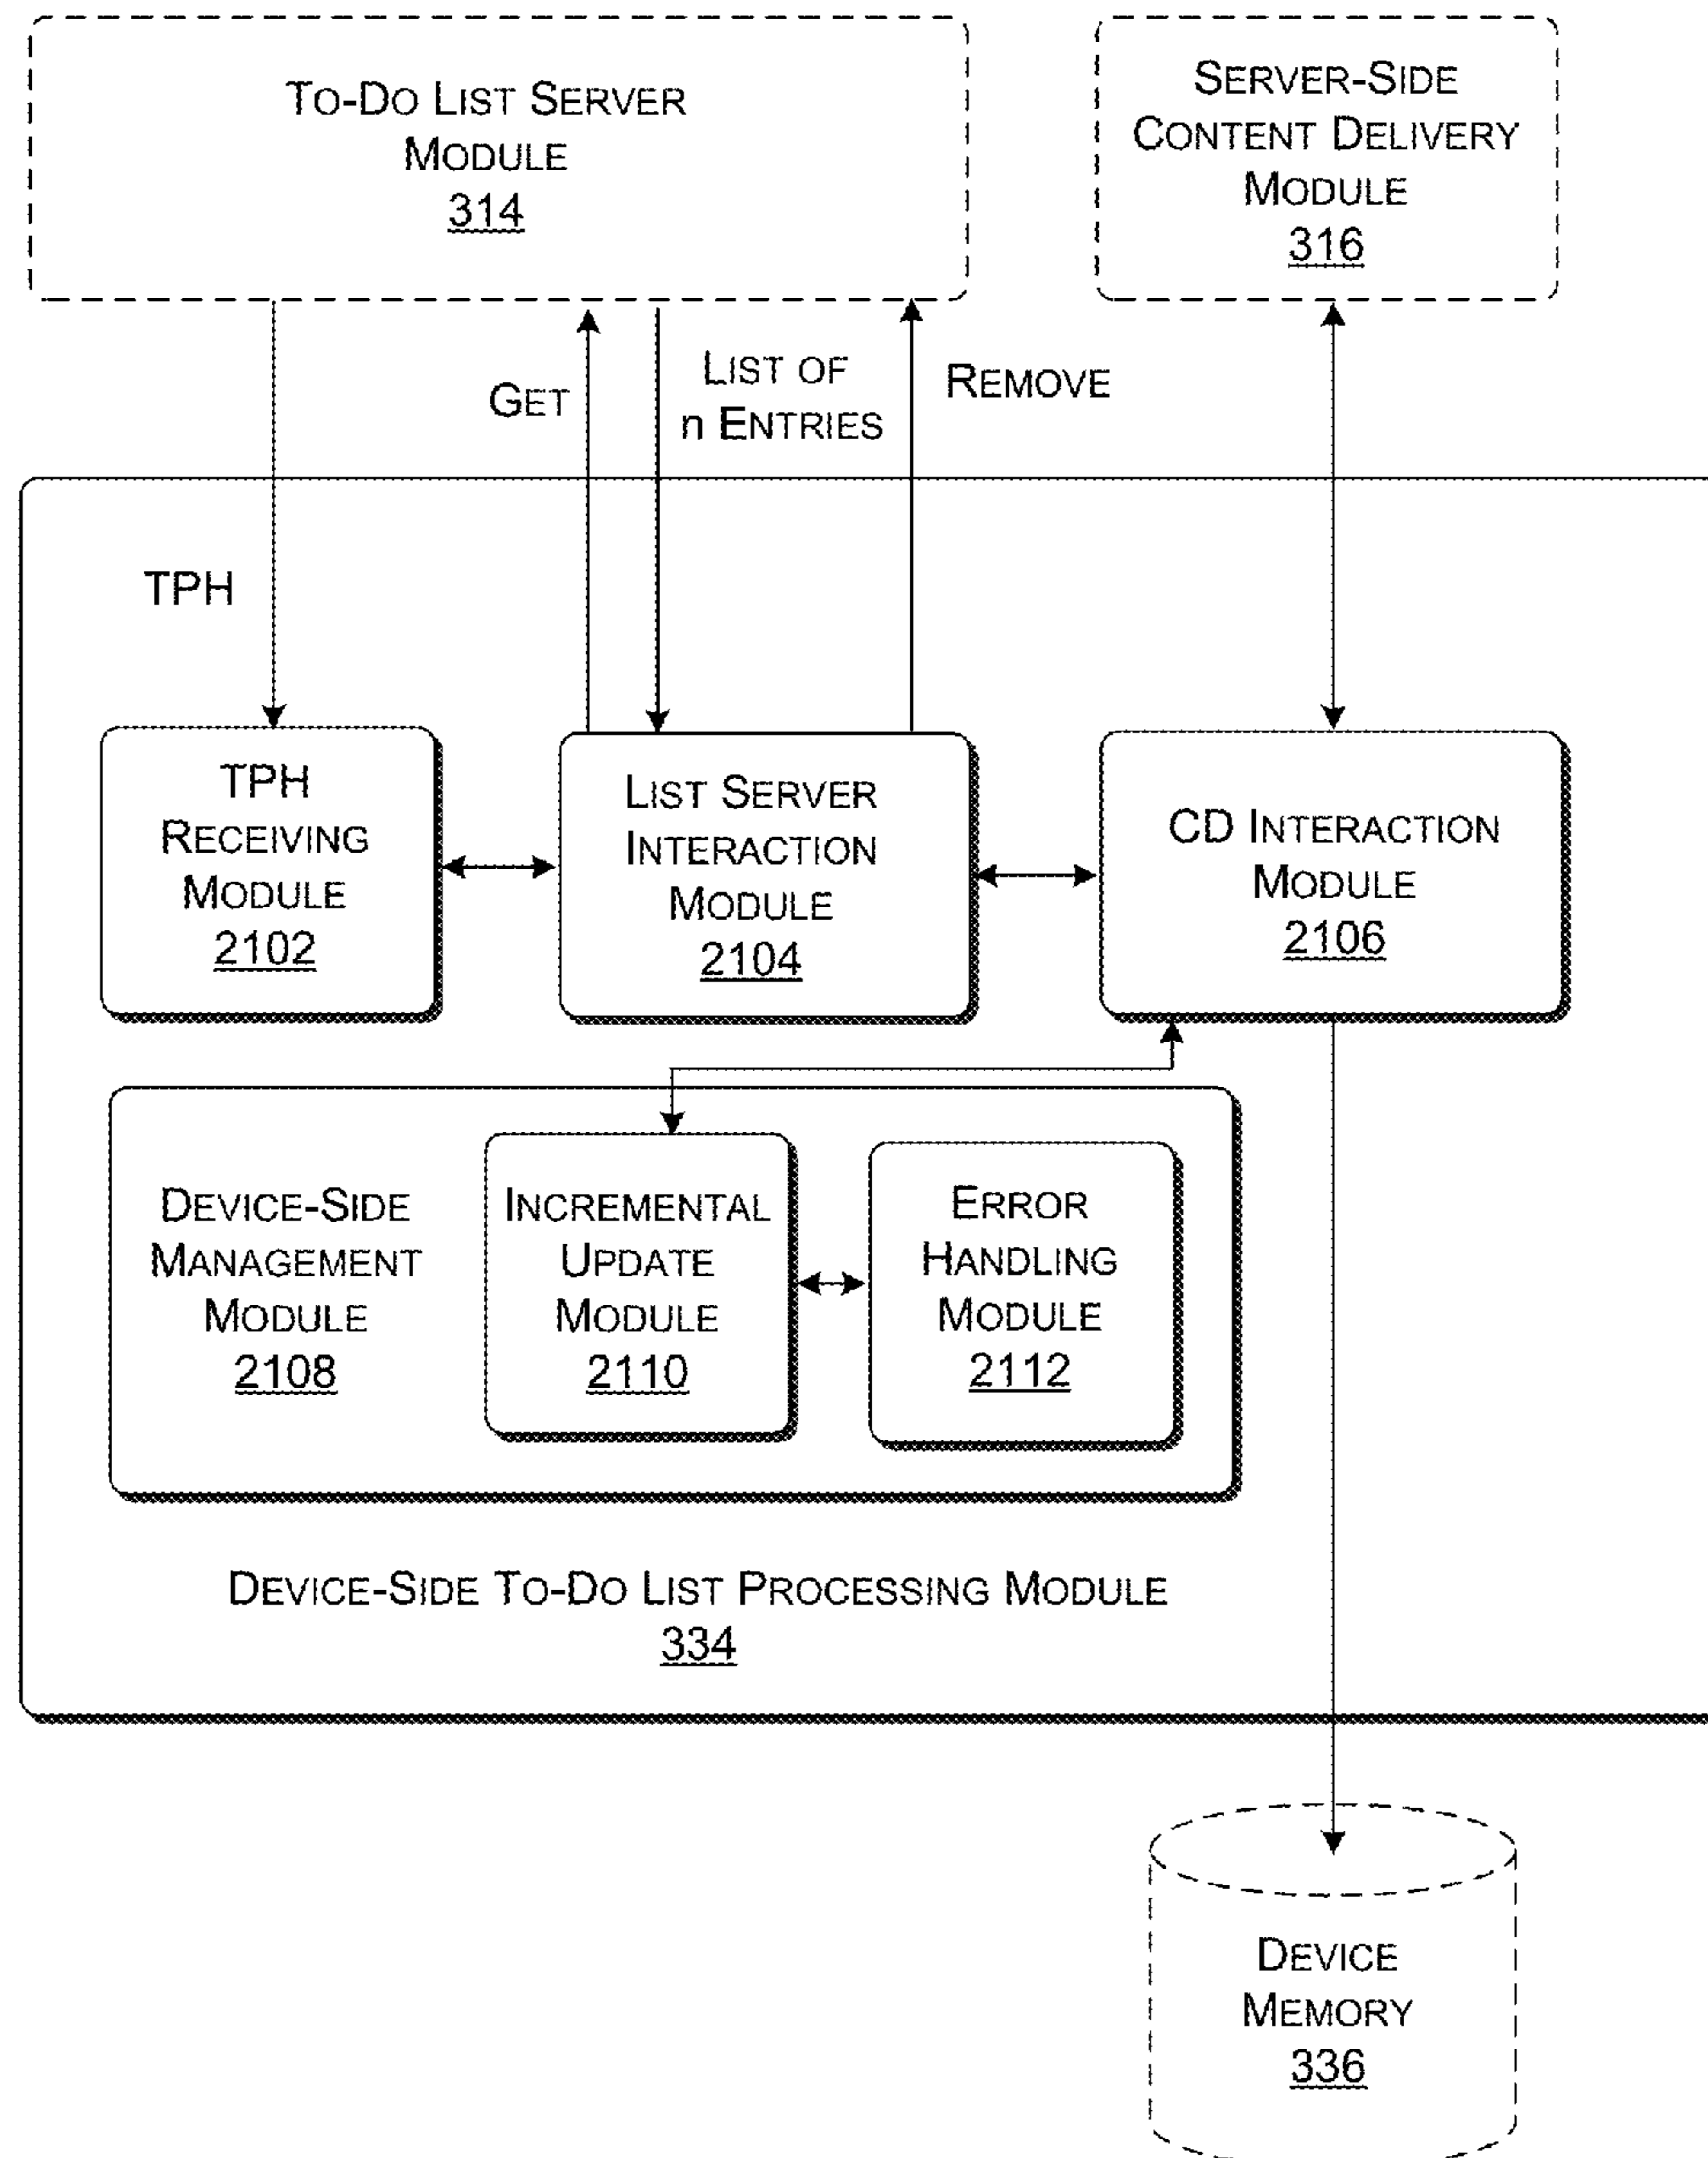 TO-DO LIST SERVER
MODULE
314
SERVER-SIDE
CONTENT DELIVERY
MODULE
316
GET
LIST OF
n ENTRIES
REMOVE
TPH
TPH
RECEIVING
MODULE
2102
LIST SERVER
INTERACTION
MODULE
2104
CD INTERACTION
MODULE
2106
DEVICE-SIDE
MANAGEMENT
MODULE
2108
INCREMENTAL
UPDATE
MODULE
2110
ERROR
HANDLING
MODULE
2112
DEVICE-SIDE TO-DO LIST PROCESSING MODULE
334
DEVICE
MEMORY
336